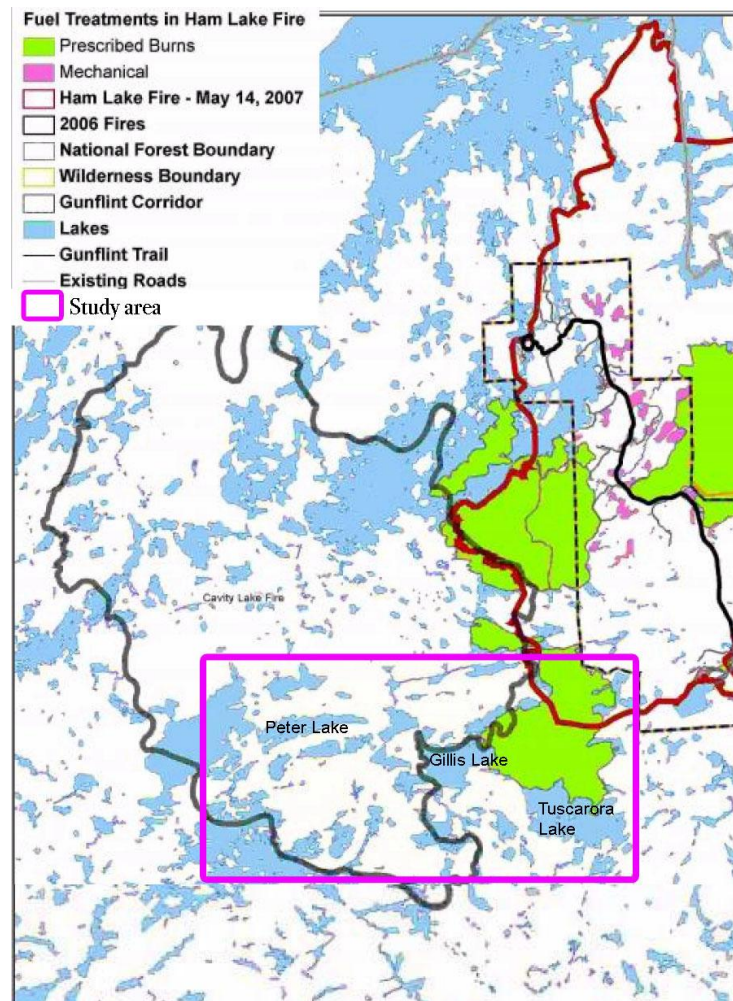 Fuel Treatments in Ham Lake Fire
Prescribed Burns
Mechanical
Ham Lake Fire - May 14, 2007
2006 Fires
National Forest Boundary
Wilderness Boundary
Gunflint Corridor
Lakes
Gunflint Trail
Existing Roads
Study area
Cavity Lake Fire
Peter Lake
Gillis Lake
Tuscarora
Lake